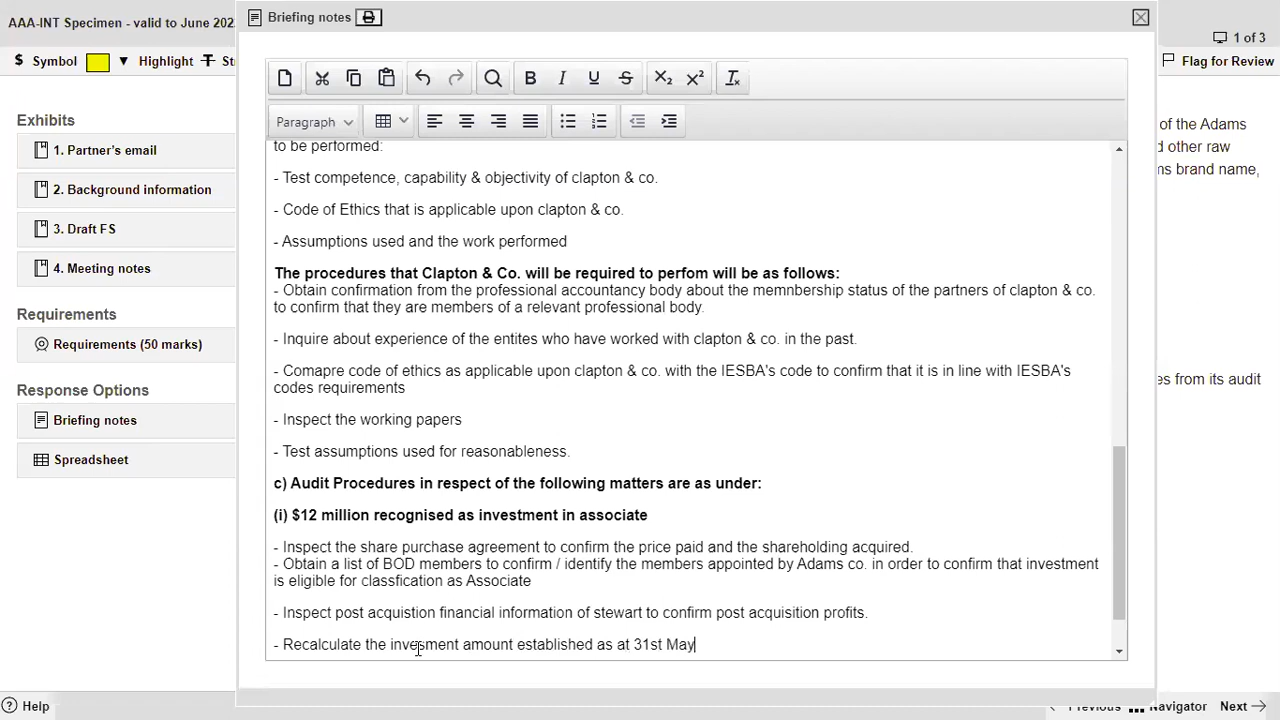 AAA-INT Specimen - valid to June 202
Briefing notes
1 of 3
$ Symbol
Highlight
Flag for Review
Paragraph
Exhibits
1. Partner's email
2. Background information
3. Draft FS
4. Meeting notes
Requirements
Requirements (50 marks)
Response Options
Briefing notes
Spreadsheet
to be performed:
- Test competence, capability & objectivity of clapton & co.
- Code of Ethics that is applicable upon clapton & co.
- Assumptions used and the work performed
The procedures that Clapton & Co. will be required to perfom will be as follows:
- Obtain confirmation from the professional accountancy body about the memnbership status of the partners of clapton & co.
to confirm that they are members of a relevant professional body.
- Inquire about experience of the entites who have worked with clapton & co. in the past.
- Comapre code of ethics as applicable upon clapton & co. with the IESBA's code to confirm that it is in line with IESBA's
codes requirements
- Inspect the working papers
- Test assumptions used for reasonableness.
c) Audit Procedures in respect of the following matters are as under:
(i) $12 million recognised as investment in associate
- Inspect the share purchase agreement to confirm the price paid and the shareholding acquired.
- Obtain a list of BOD members to confirm / identify the members appointed by Adams co. in order to confirm that investment
is eligible for classfication as Associate
- Inspect post acquistion financial information of stewart to confirm post acquisition profits.
- Recalculate the invesment amount established as at 31st May
of the Adams
other raw
ms brand name,
es from its audit
Help
Previous
Navigator
Next